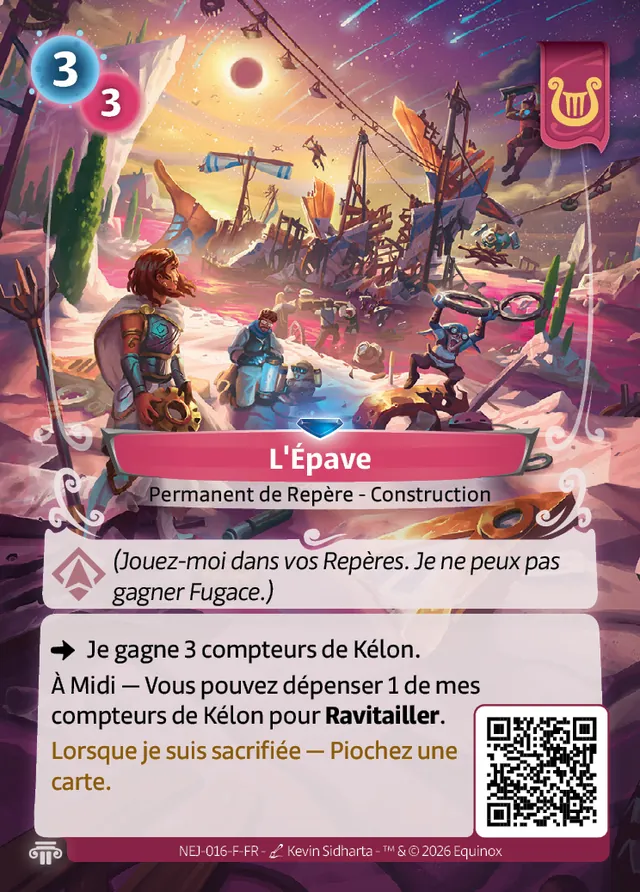 3
3
L'Épave
Permanent de Repère - Construction
(Jouez-moi dans vos Repères. Je ne peux pas
gagner Fugace.)
Je gagne 3 compteurs de Kélon.
À Midi — Vous pouvez dépenser 1 de mes
compteurs de Kélon pour Ravitailler.
Lorsque je suis sacrifiée — Piochez une
carte.
NEJ-016-F-FR - Kevin Sidharta - ™ & © 2026 Equinox